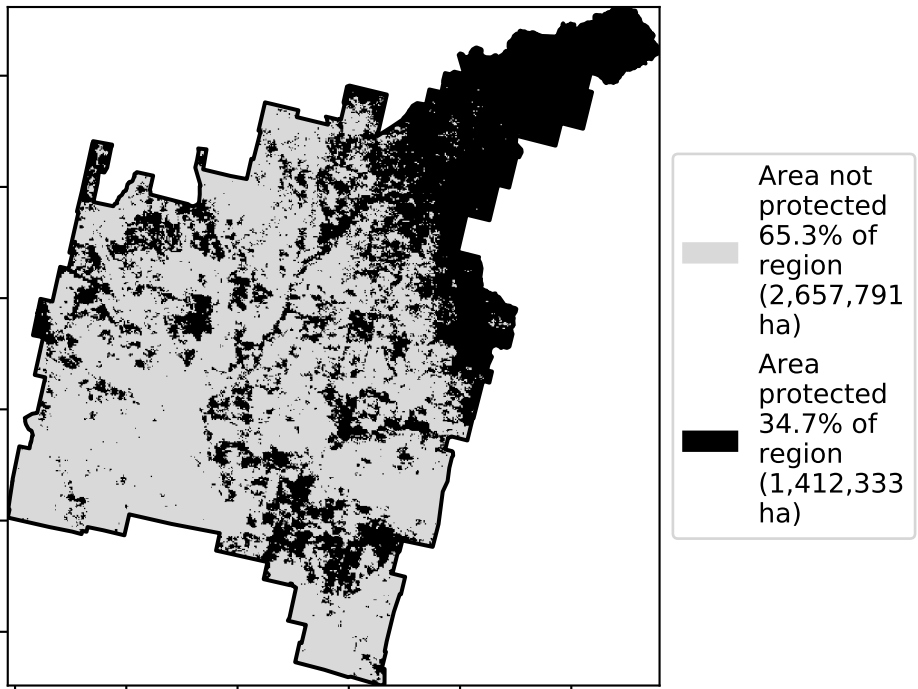 Area not
protected
65.3% of
region
(2,657,791
ha)
Area
protected
34.7% of
region
(1,412,333
ha)